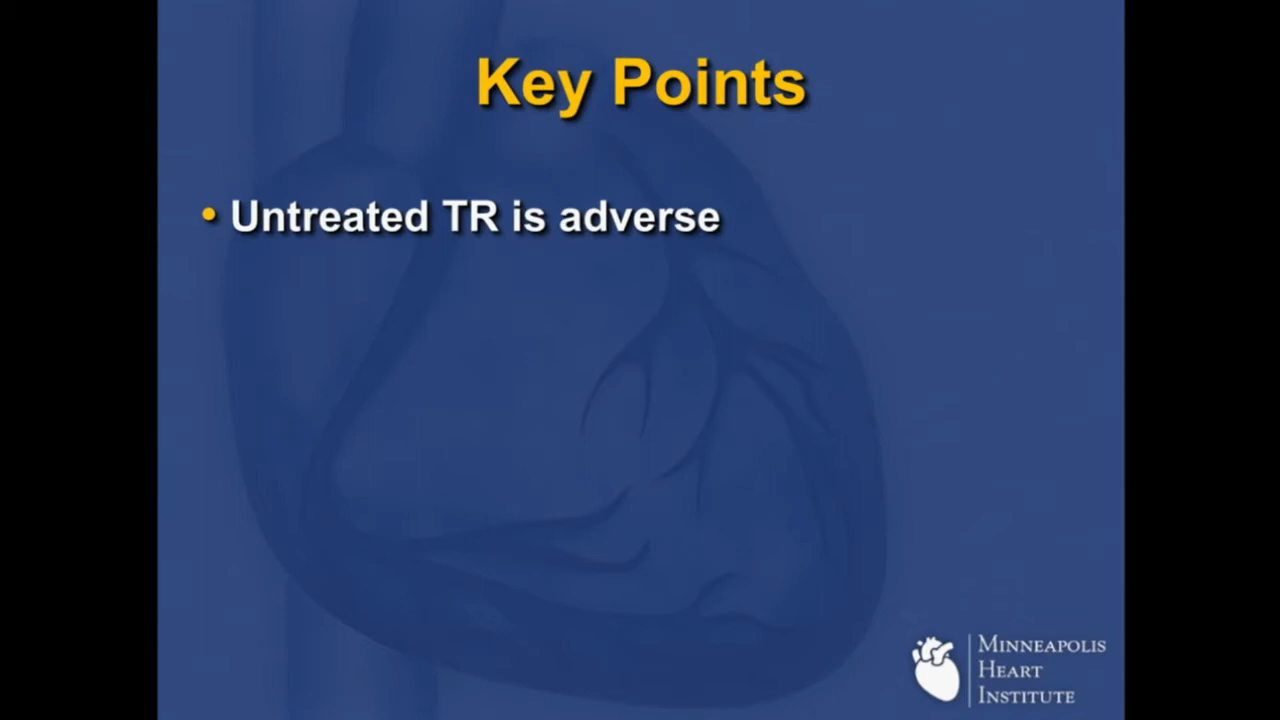 Key Points
• Untreated TR is adverse
MINNEAPOLIS
HEART
INSTITUTE